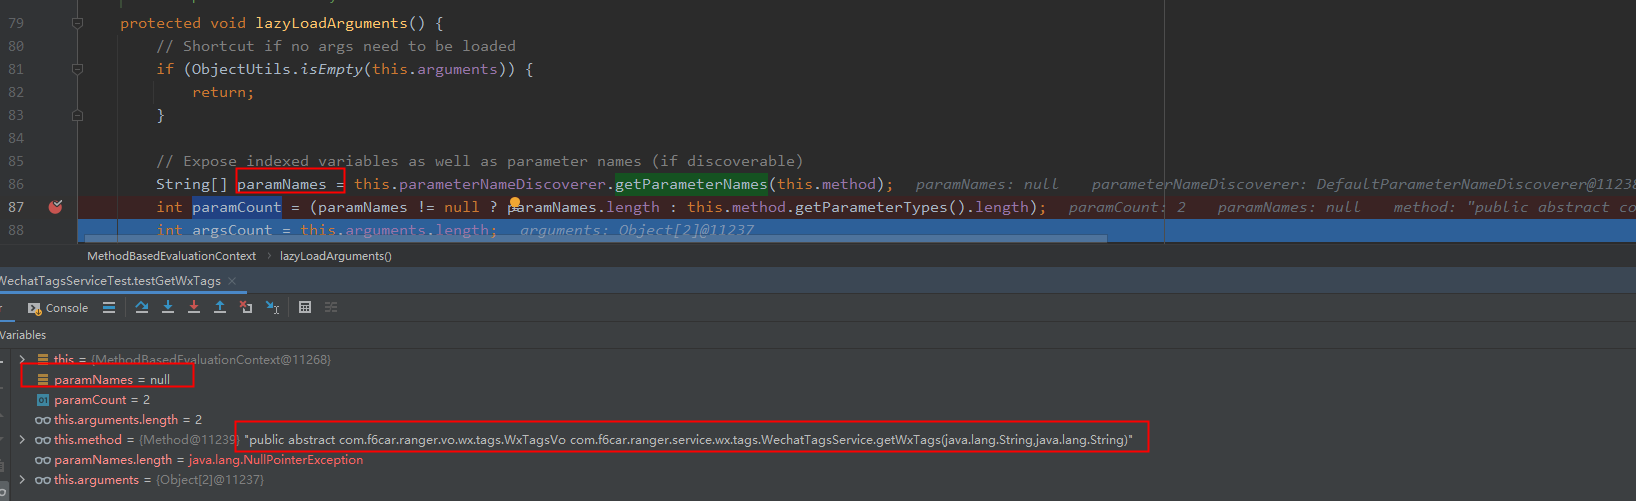 79 protected void lazyLoadArguments() {
80 // Shortcut if no args need to be loaded
81 if (ObjectUtils.isEmpty(this.arguments)) {
82 return;
83 }
84
85 // Expose indexed variables as well as parameter names (if discoverable)
86 String[] paramNames = this.parameterNameDiscoverer.getParameterNames(this.method); paramNames: null parameterNameDiscoverer: DefaultParameterNameDiscoverer@11238
87 int paramCount = (paramNames != null ? paramNames.length : this.method.getParameterTypes().length); paramCount: 2 paramNames: null method: "public abstract co
88 int argsCount = this.arguments.length; arguments: Object[2]@11237
MethodBasedEvaluationContext › lazyLoadArguments()
WechatTagsServiceTest.testGetWxTags ×
Console
Variables
this = {MethodBasedEvaluationContext@11268}
paramNames = null
01 paramCount = 2
this.arguments.length = 2
this.method = {Method@11239} "public abstract com.f6car.ranger.vo.wx.tags.WxTagsVo com.f6car.ranger.service.wx.tags.WechatTagsService.getWxTags(java.lang.String,java.lang.String)"
paramNames.length = java.lang.NullPointerException
this.arguments = {Object[2]@11237}